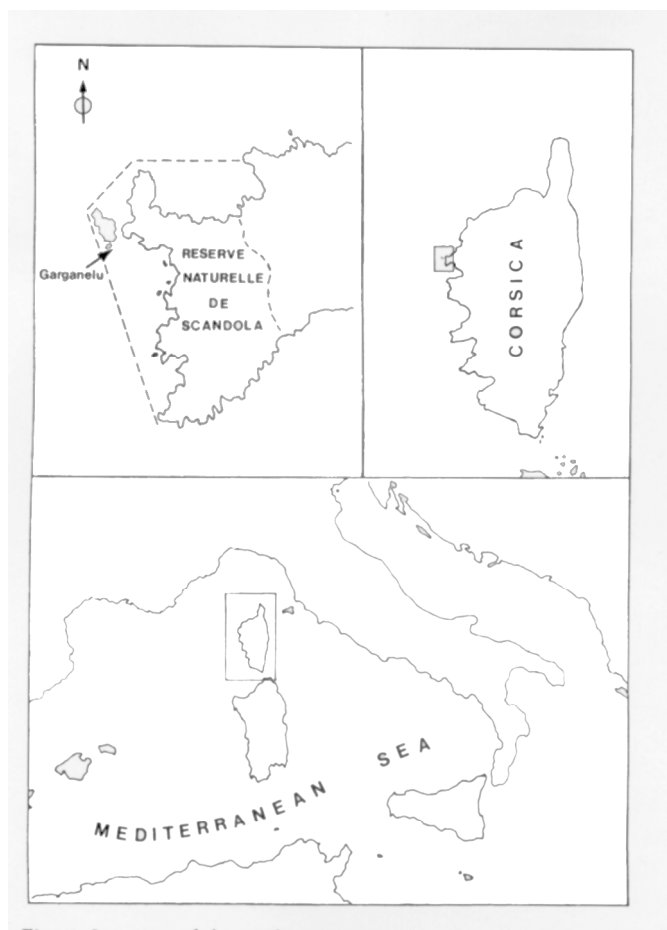 N
Garganelu
RESERVE
NATURELLE
DE
SCANDOLA
CORSICA
MEDITERRANEAN SEA